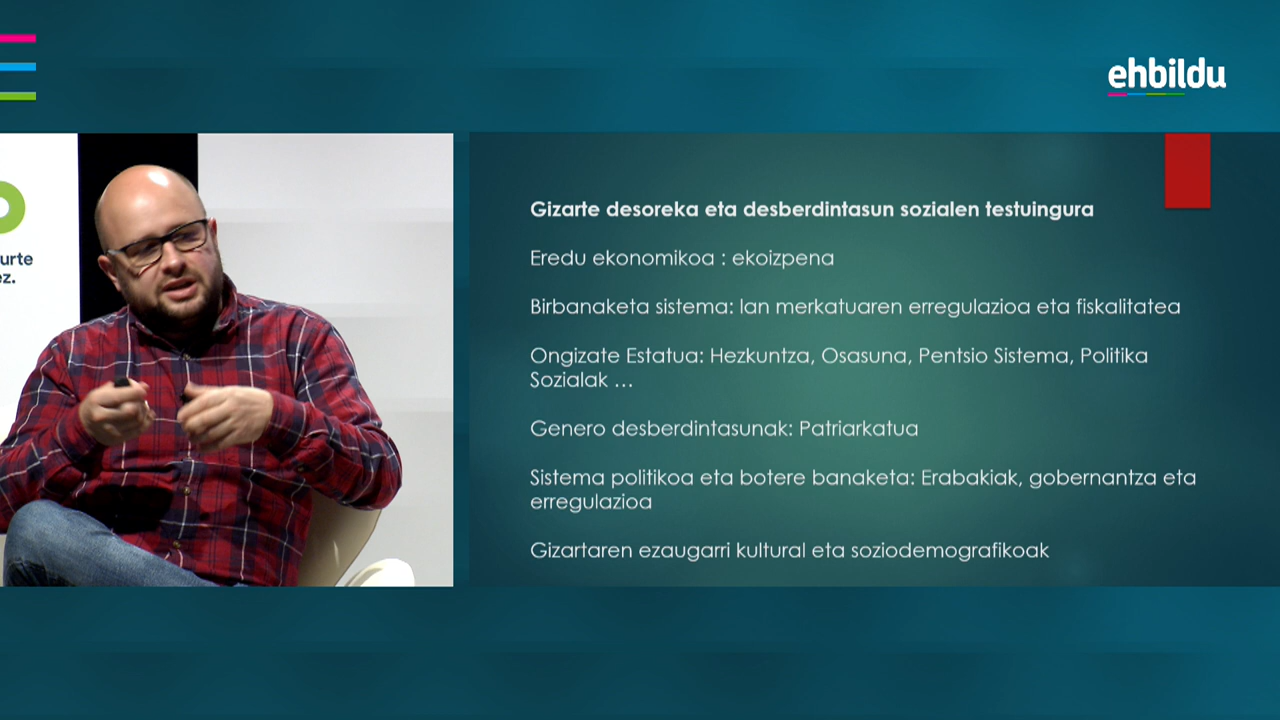 ehbildu
urte
ez.
Gizarte desoreka eta desberdintasun sozialen testuingura
Eredu ekonomikoa : ekoizpena
Birbanaketa sistema: lan merkatuaren erregulazioa eta fiskalitatea
Ongizate Estatua: Hezkuntza, Osasuna, Pentsio Sistema, Politika
Sozialak ...
Genero desberdintasunak: Patriarkatua
Sistema politikoa eta botere banaketa: Erabakiak, gobernantza eta
erregulazioa
Gizartaren ezaugarri kultural eta soziodemografikoak